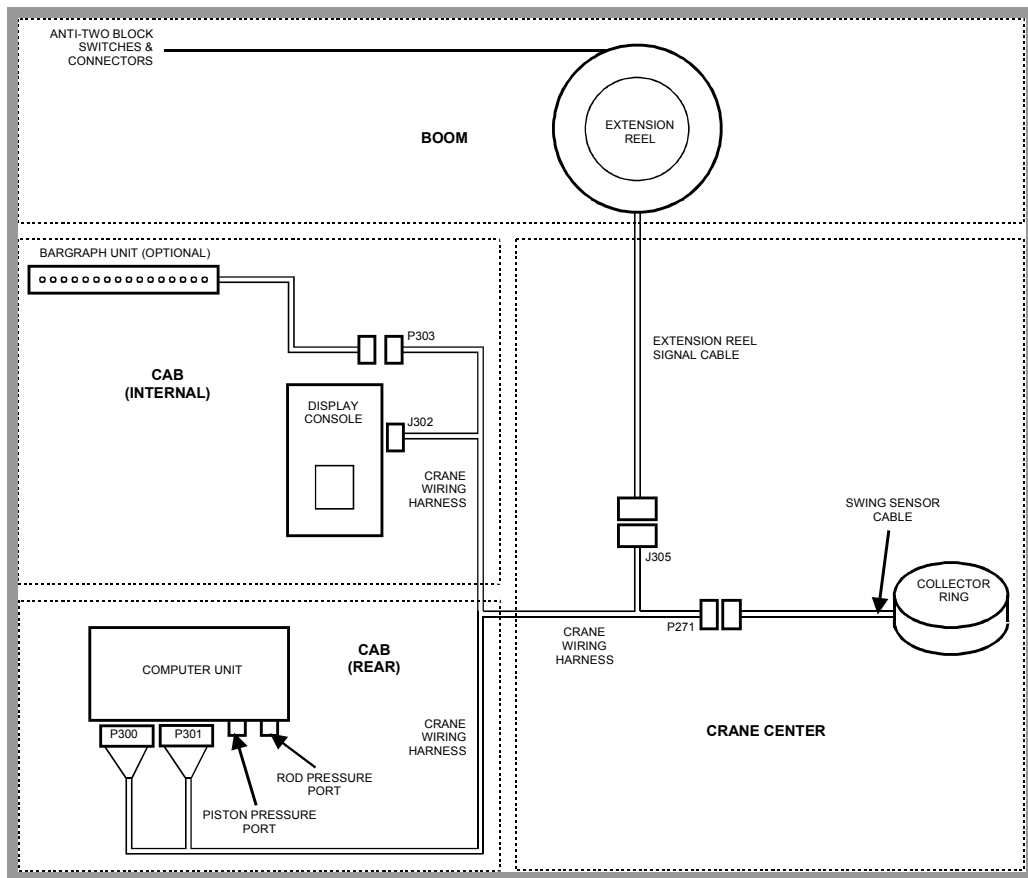 ANTI-TWO BLOCK
SWITCHES &
CONNECTORS
BOOM
EXTENSION
REEL
BARGRAPH UNIT (OPTIONAL)
P303
CAB
(INTERNAL)
DISPLAY
CONSOLE
J302
CRANE
WIRING
HARNESS
EXTENSION REEL
SIGNAL CABLE
SWING SENSOR
CABLE
J305
COLLECTOR
RING
P271
CRANE
WIRING
HARNESS
CRANE CENTER
CAB
(REAR)
COMPUTER UNIT
P300
P301
CRANE
WIRING
HARNESS
ROD PRESSURE
PORT
PISTON PRESSURE
PORT